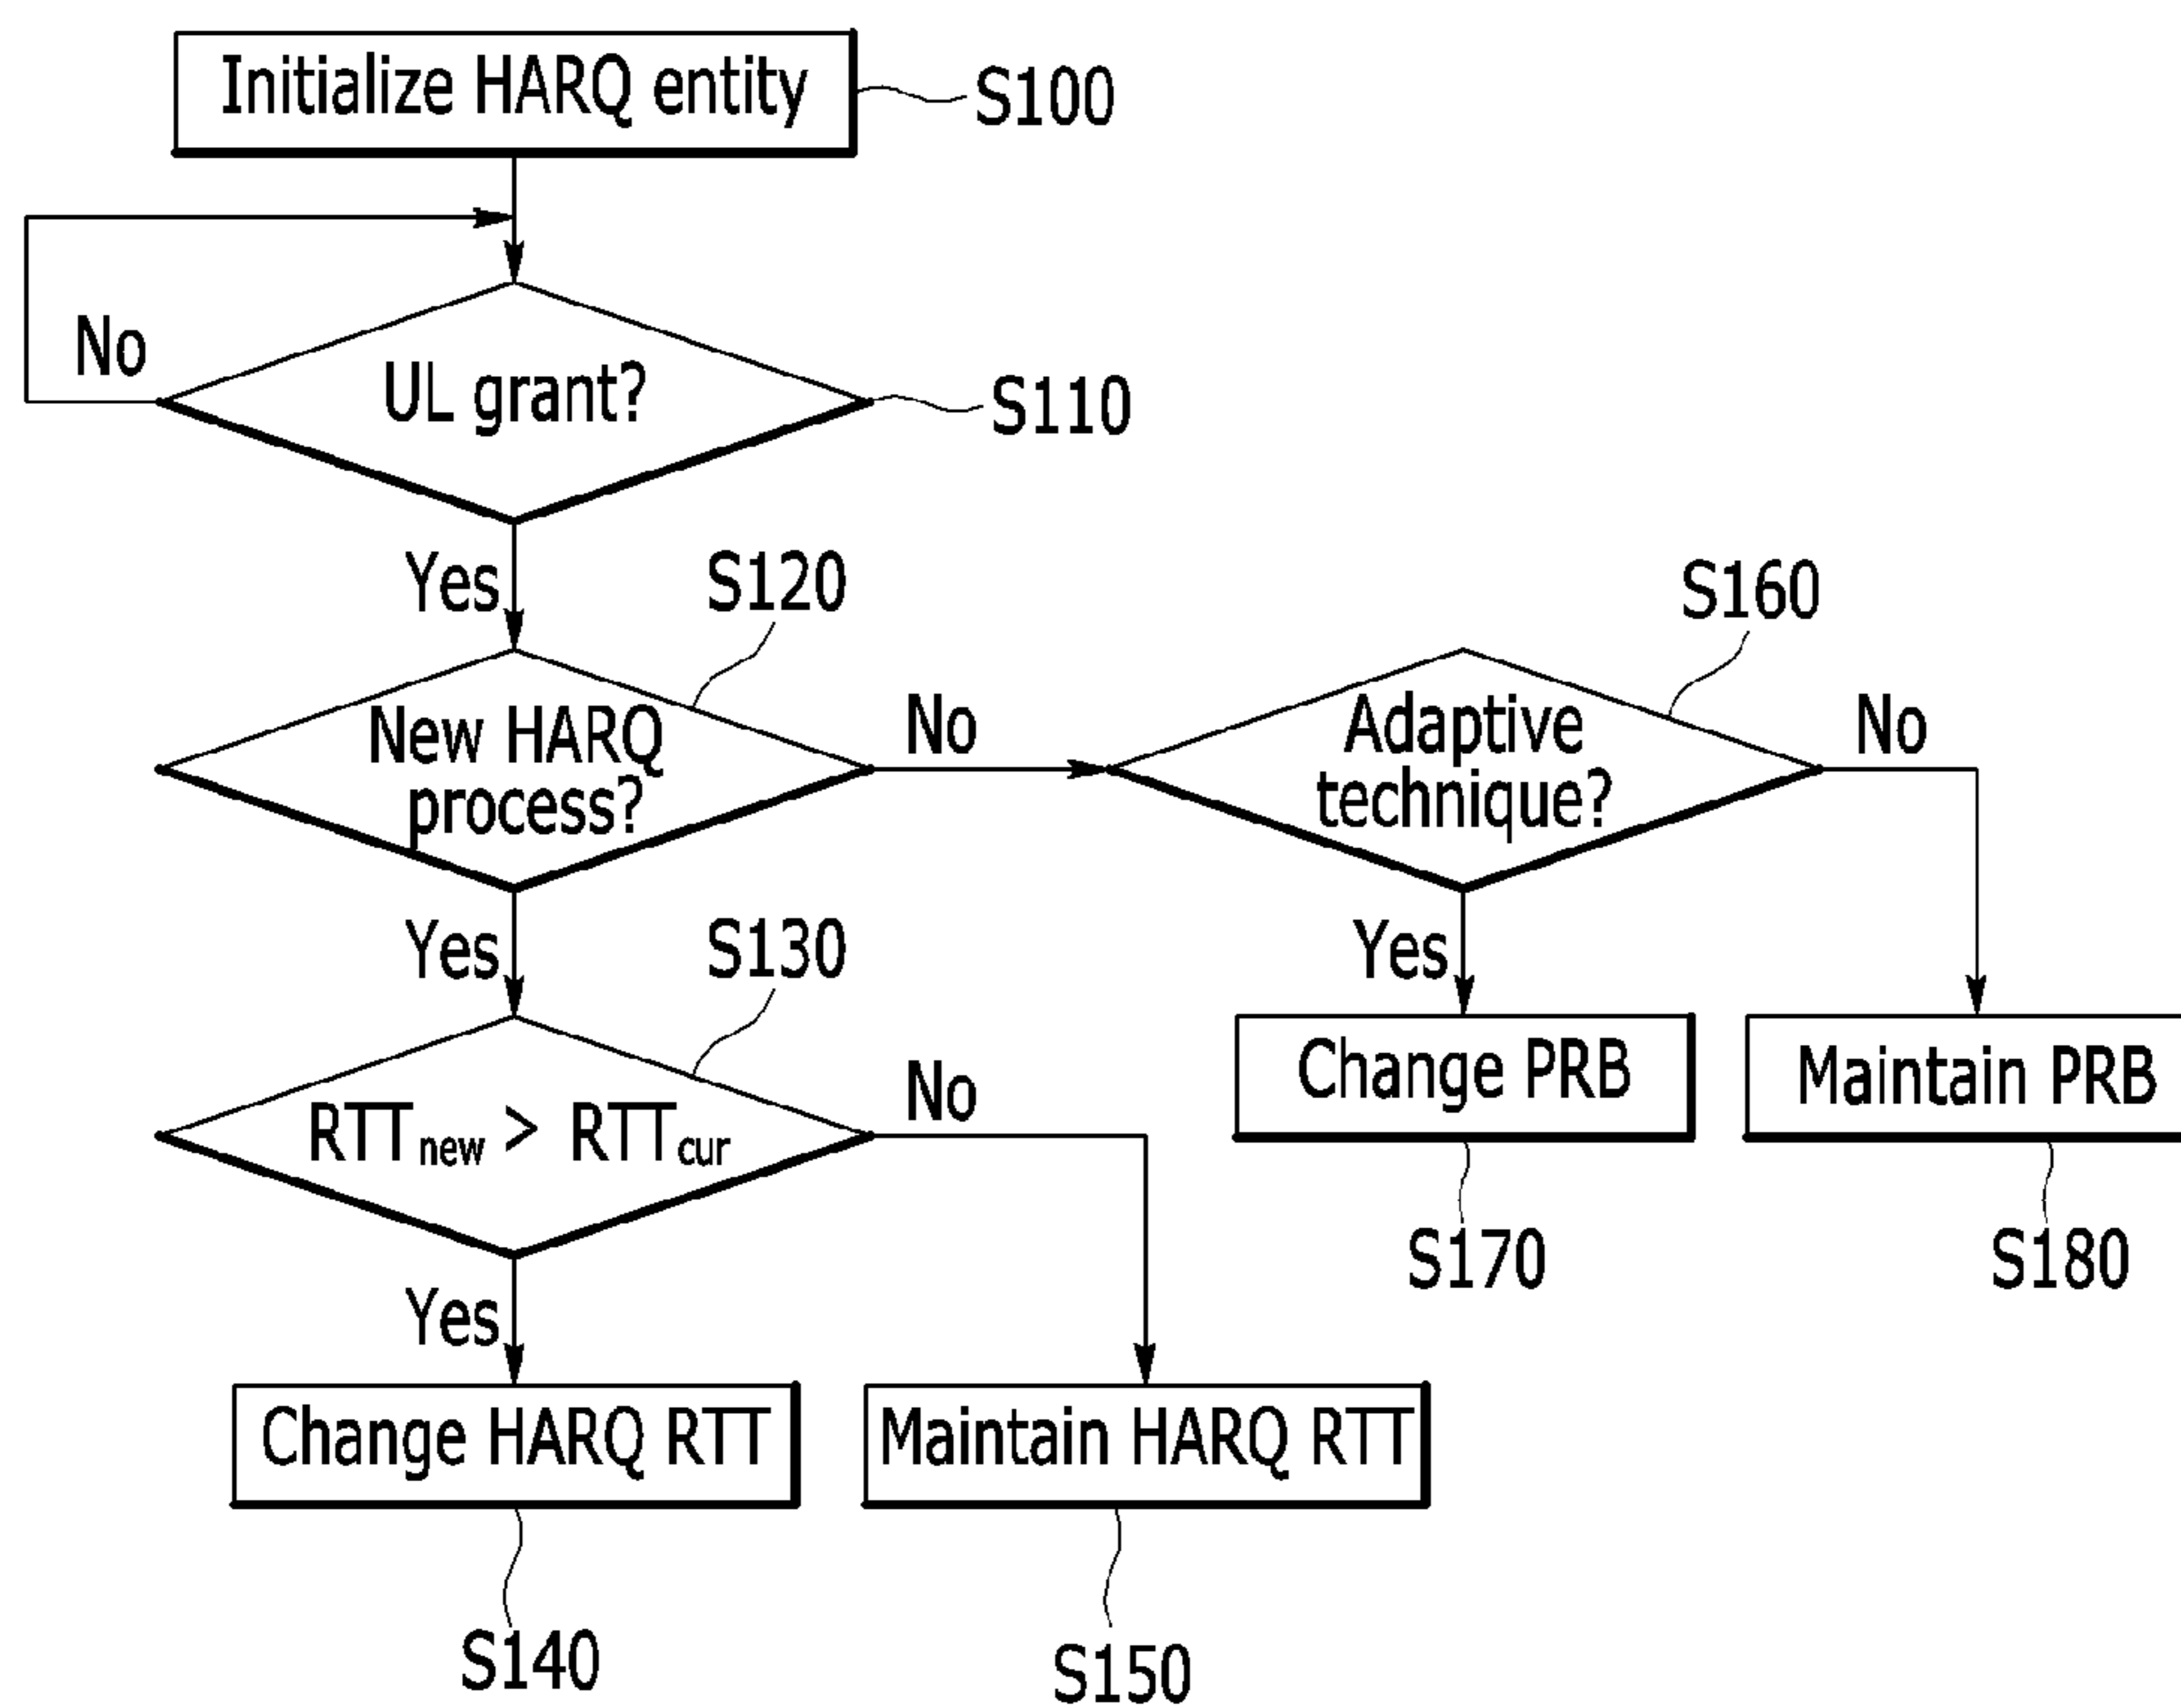 Initialize HARQ entity
S100
No
UL grant?
S110
Yes
S120
S160
New HARQ
process?
No
Adaptive
technique?
No
Yes
S130
Yes
RTTnew > RTTcur
No
Change PRB
Maintain PRB
S170
S180
Yes
Change HARQ RTT
Maintain HARQ RTT
S140
S150